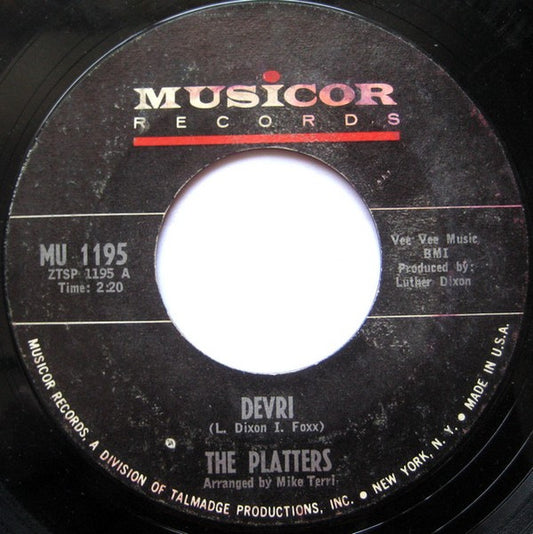 MUSICOR
RECORDS
MU 1195
ZTSP 1195 A
Time: 2:20
Vee Vee Music
BMI
Produced by:
Luther Dixon
DEVRI
(L. Dixon I. Foxx)
THE PLATTERS
Arranged by Mike Terri
MUSICOR RECORDS, A DIVISION OF TALMADGE PRODUCTIONS, INC. • NEW YORK, N. Y. • MADE IN U.S.A.